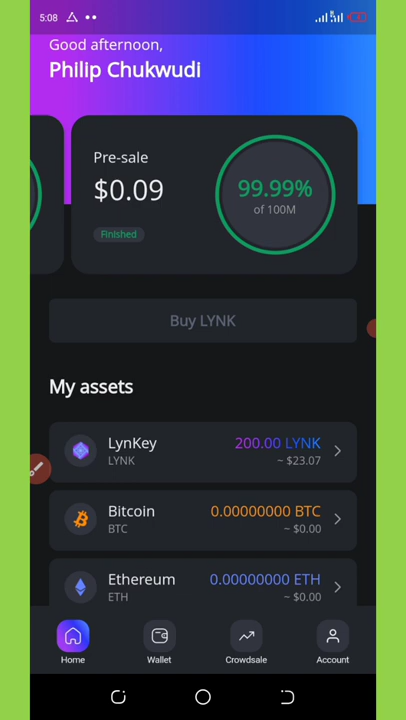 5:08
Good afternoon,
Philip Chukwudi
Pre-sale
$0.09
Finished
99.99%
of 100M
Buy LYNK
My assets
LynKey
LYNK
200.00 LYNK
~ $23.07
Bitcoin
BTC
0.00000000 BTC
~ $0.00
Ethereum
ETH
0.00000000 ETH
~ $0.00
Home
Wallet
Crowdsale
Account